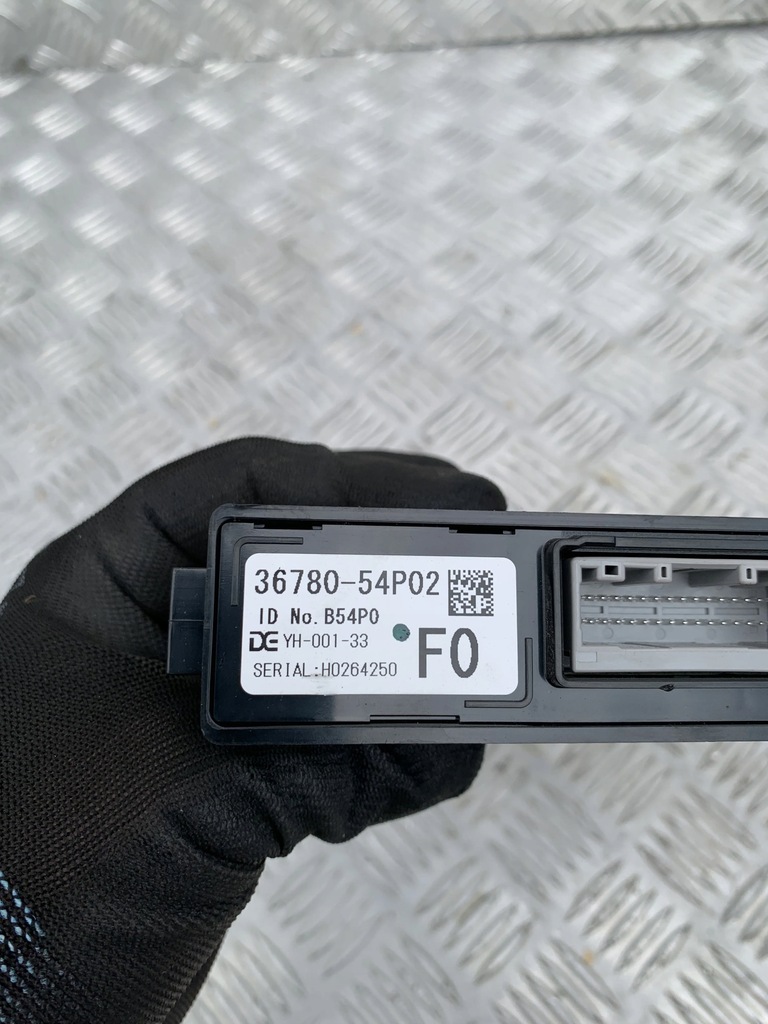 36780-54P02
ID No. B54P0
DE YH-001-33
F0
SERIAL:H0264250